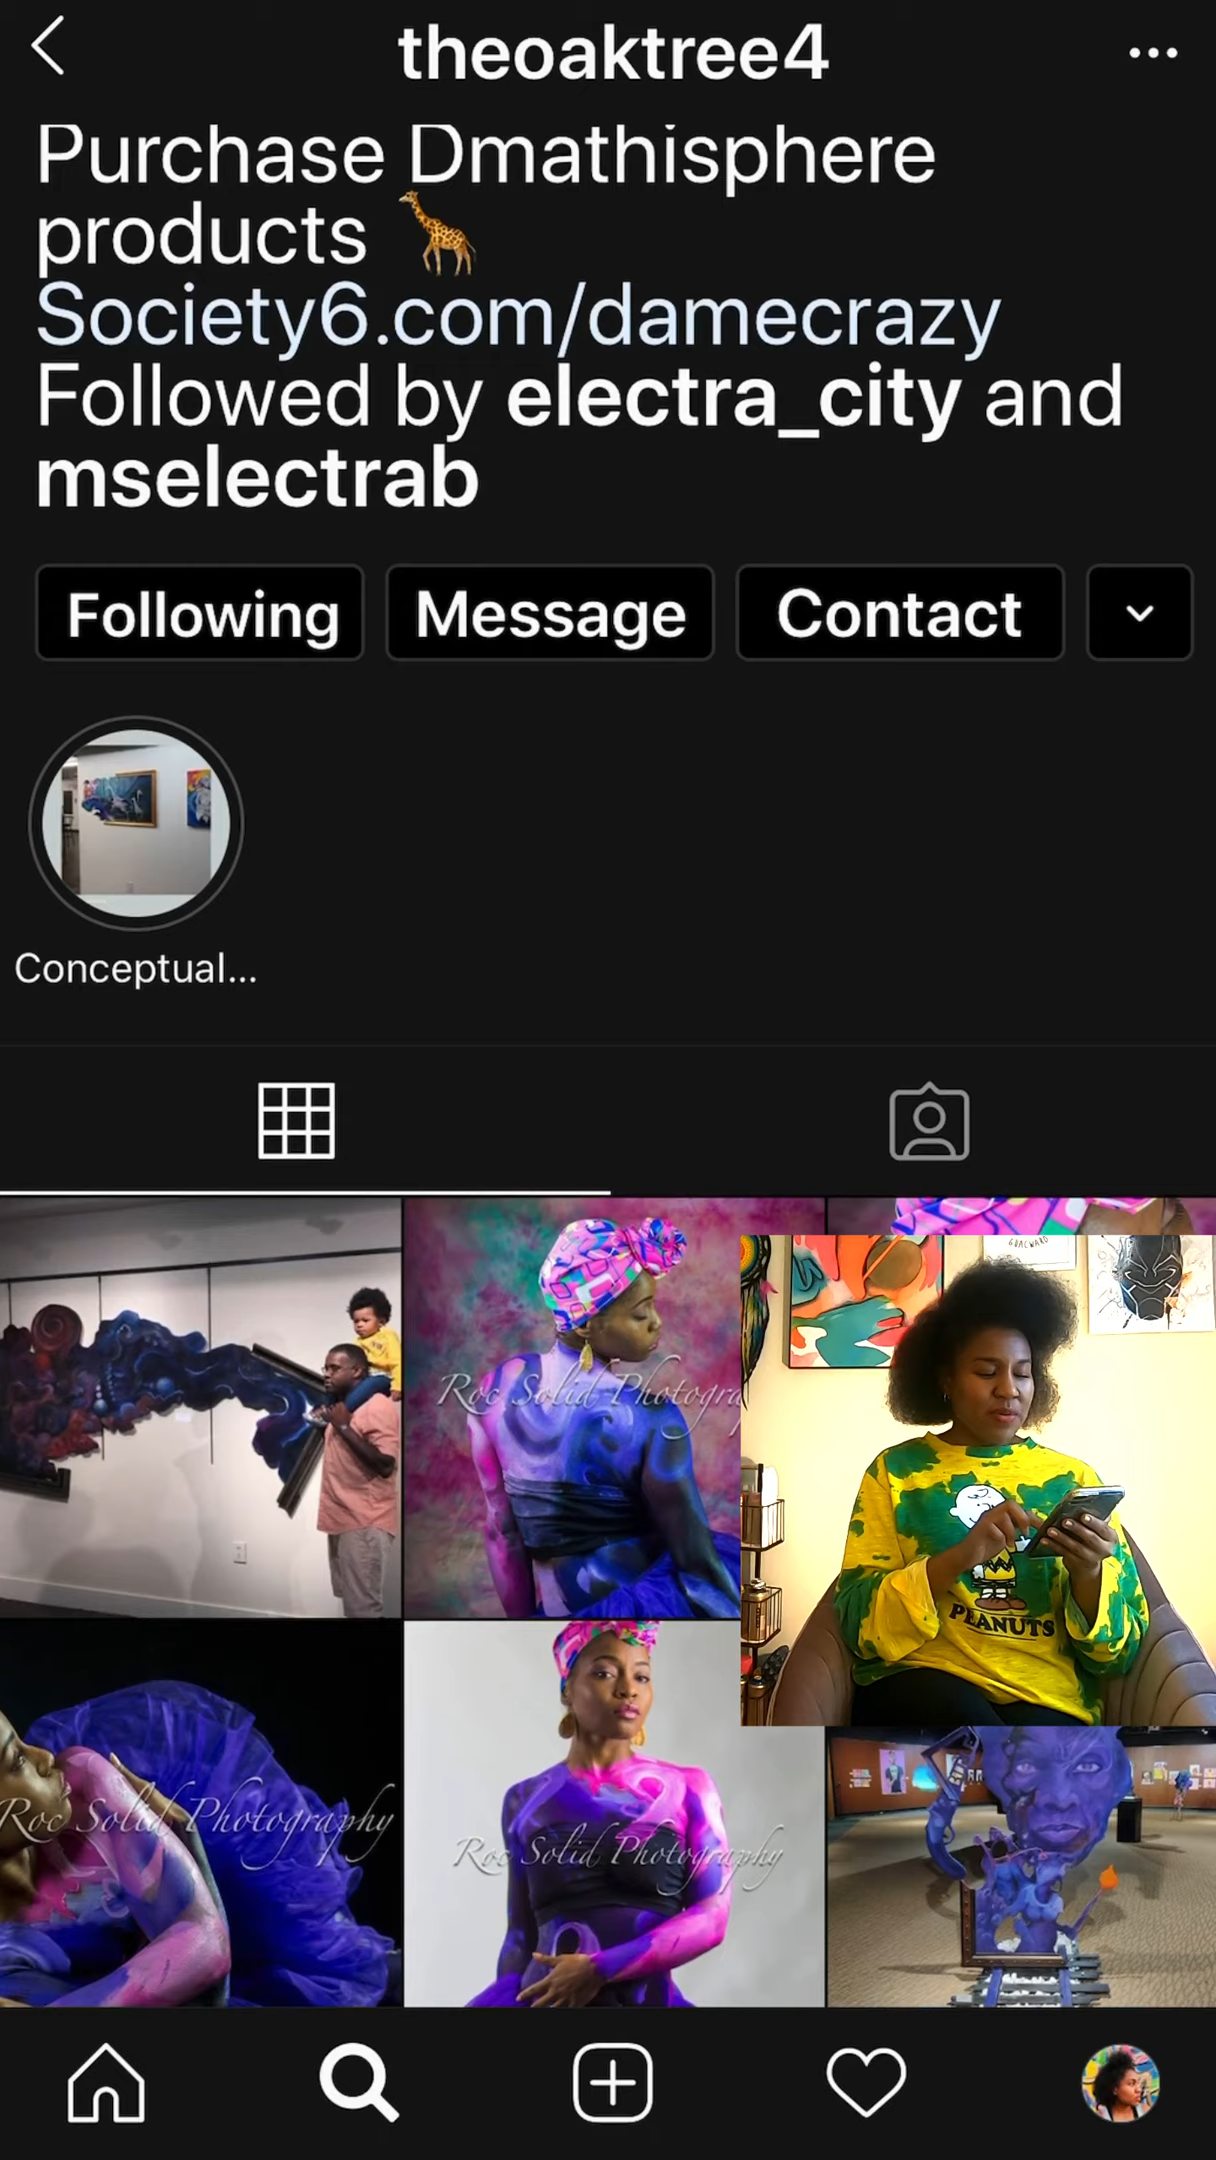 theoaktree4
Purchase Dmathisphere
products
Society6.com/damecrazy
Followed by electra_city and
mselectrab
Following
Message
Contact
Conceptual...
Roc Solid Photogra
PEANUTS
Roc Solid Photography
Roc Solid Photography